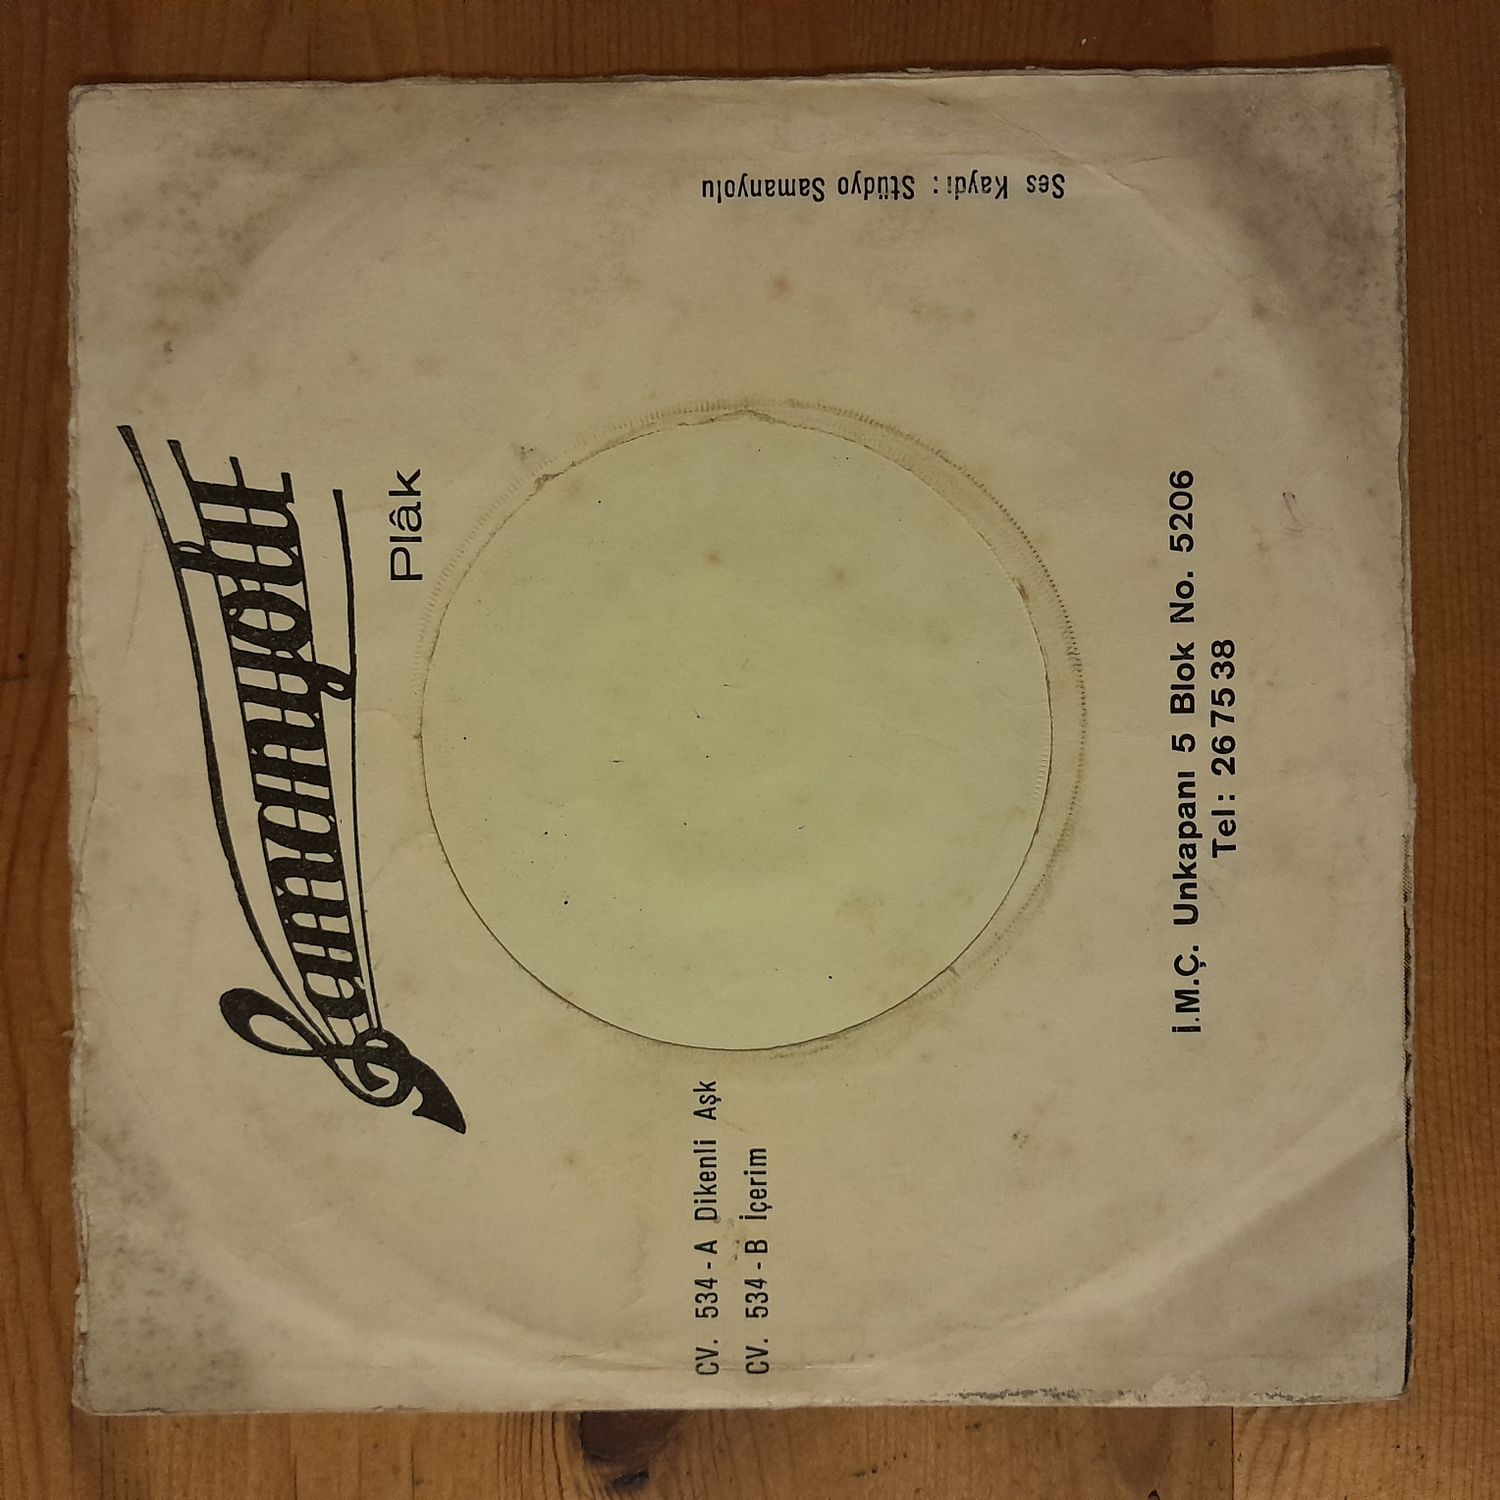 Samanyolu
Plâk
CV. 534 - A Dikenli Aşk
CV. 534 - B İçerim
Ses Kaydı : Stüdyo Samanyolu
İ.M.Ç. Unkapanı 5 Blok No. 5206
Tel : 26 75 38